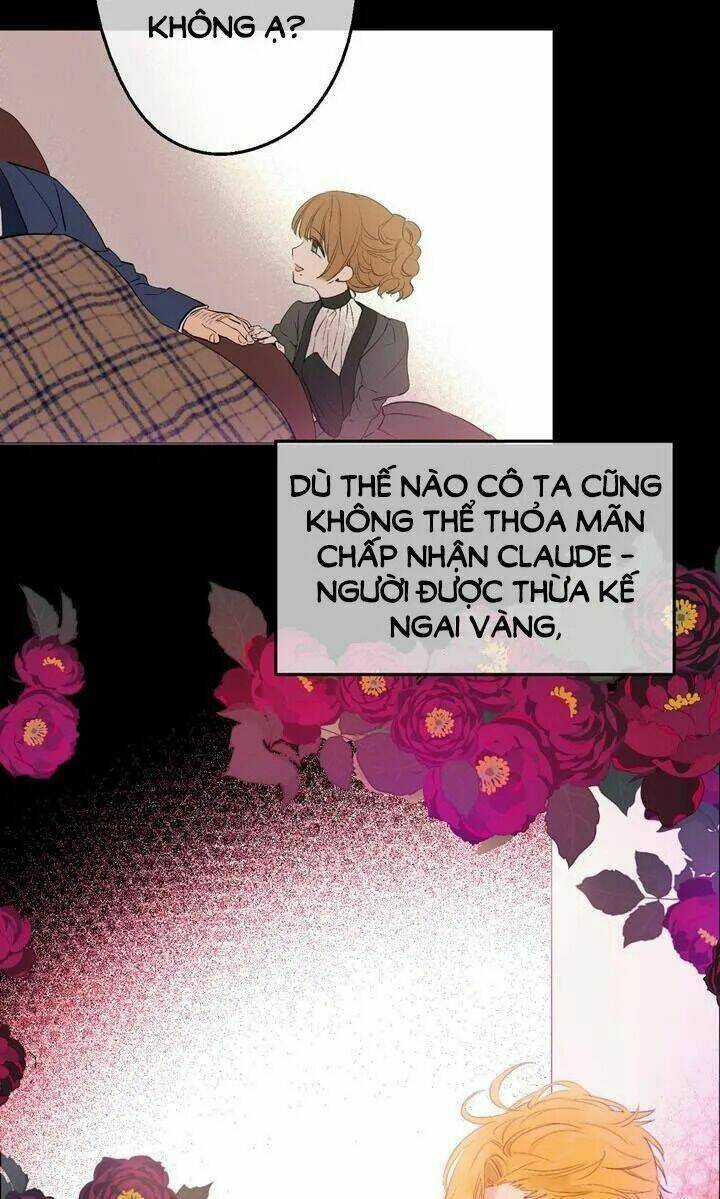 KHÔNG Ạ?
DÙ THẾ NÀO CÔ TA CŨNG
KHÔNG THỂ THỎA MÃN
CHẤP NHẬN CLAUDE –
NGƯỜI ĐƯỢC THỪA KẾ
NGAI VÀNG,